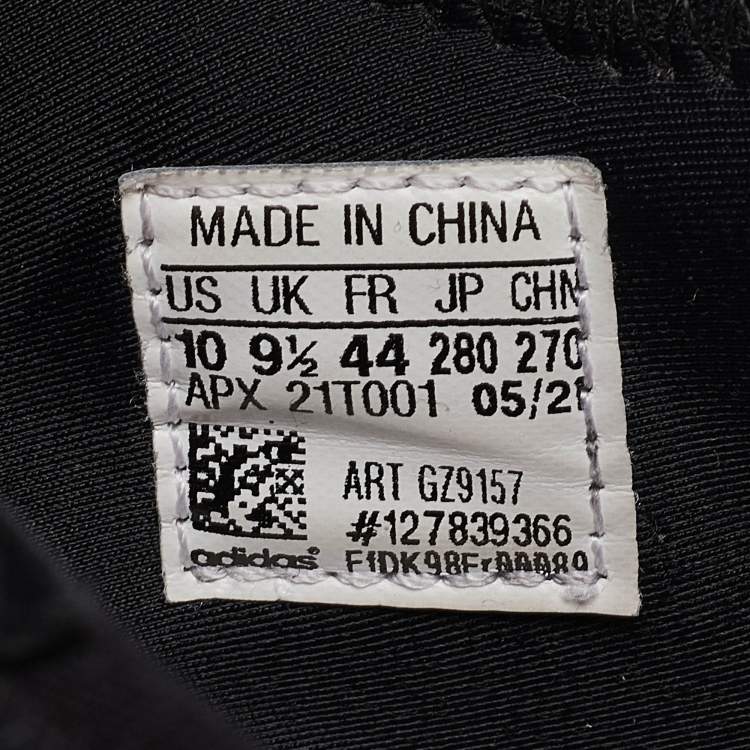 MADE IN CHINA
US UK FR JP CHN
10 9½ 44 280 270
APX 21T001 05/21
ART GZ9157
#127839366
adidas